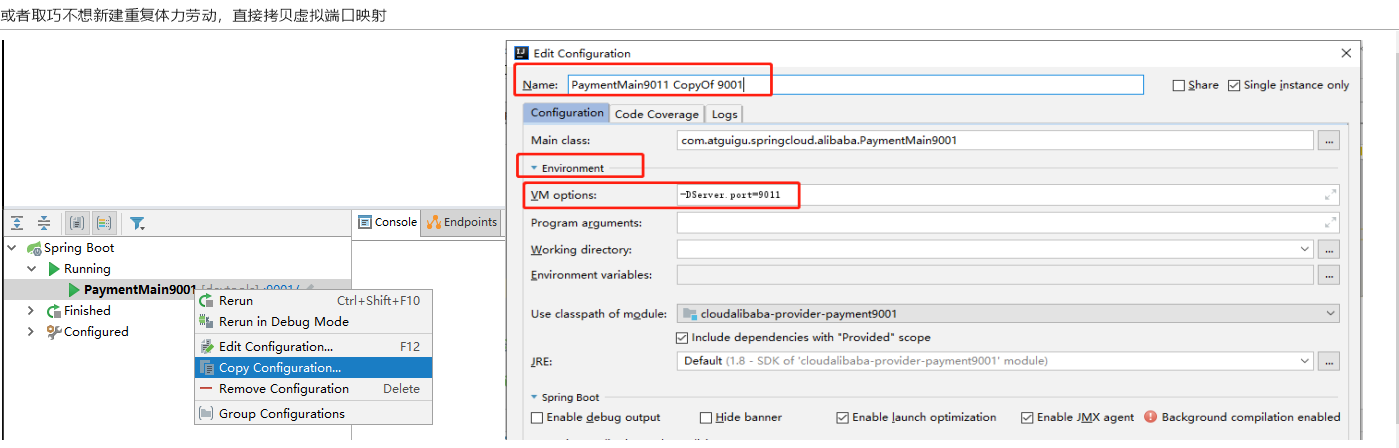 或者取巧不想新建重复体力劳动，直接拷贝虚拟端口映射
Console
Endpoints
Spring Boot
Running
PaymentMain9001 [devtools] :9001/
Finished
Configured
Rerun Ctrl+Shift+F10
Rerun in Debug Mode
Edit Configuration... F12
Copy Configuration...
Remove Configuration Delete
Group Configurations
Edit Configuration
Name: PaymentMain9011 CopyOf 9001
Share
Single instance only
Configuration
Code Coverage
Logs
Main class: com.atguigu.springcloud.alibaba.PaymentMain9001 ...
Environment
VM options: -DServer.port=9011
Program arguments:
Working directory: ...
Environment variables: ...
Use classpath of module: cloudalibaba-provider-payment9001
Include dependencies with "Provided" scope
JRE: Default (1.8 - SDK of 'cloudalibaba-provider-payment9001' module) ...
Spring Boot
Enable debug output
Hide banner
Enable launch optimization
Enable JMX agent
Background compilation enabled